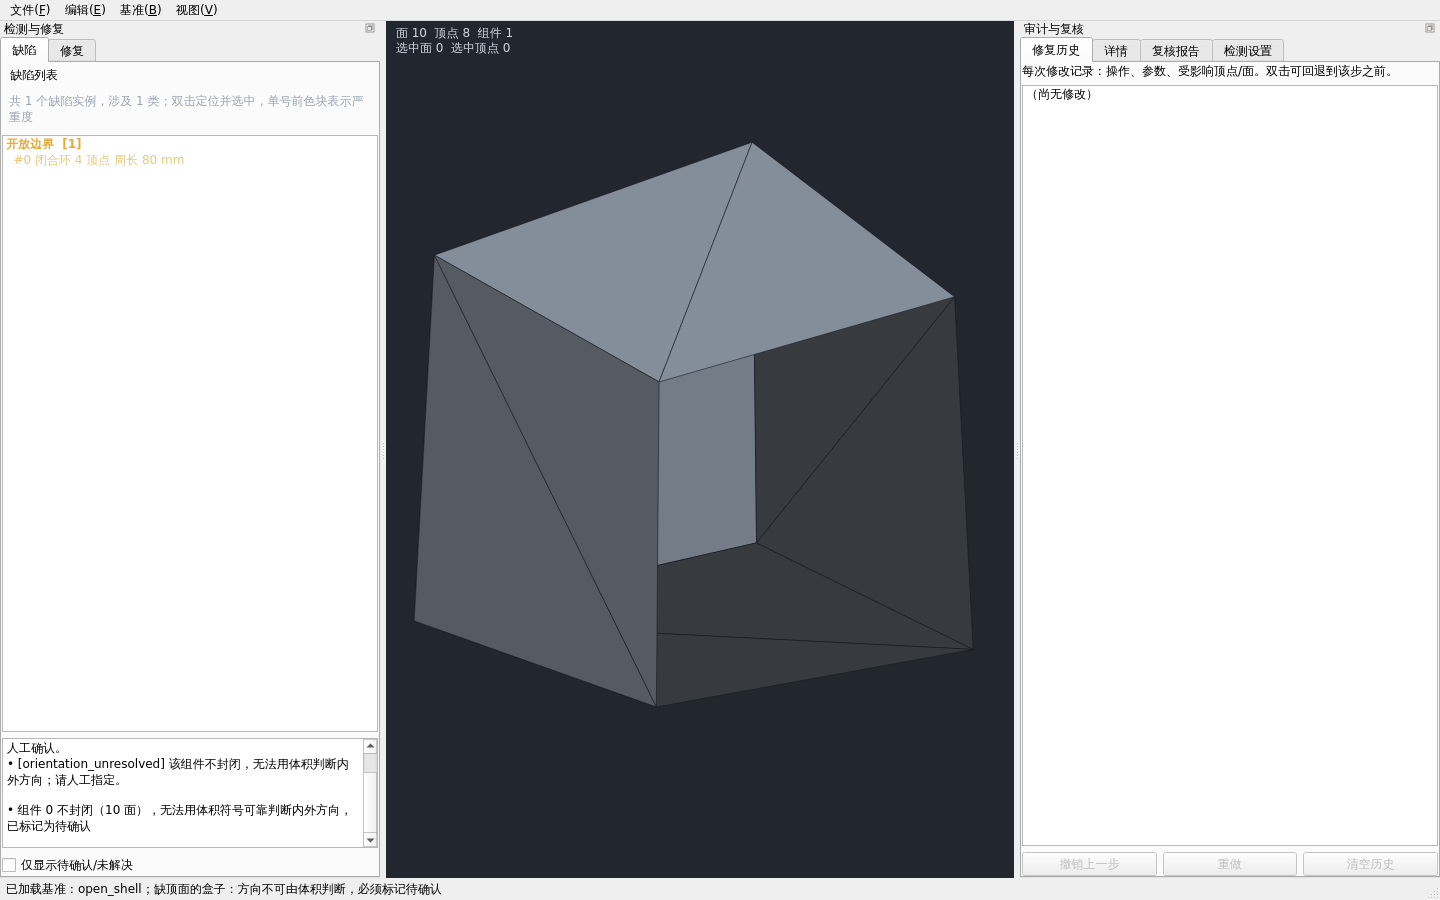 文件(F) 编辑(E) 基准(B) 视图(V)
检测与修复
缺陷 修复
缺陷列表
共 1 个缺陷实例，涉及 1 类；双击定位并选中，单号前色块表示严
重度
开放边界 [1]
#0 闭合环 4 顶点 周长 80 mm
人工确认。
• [orientation_unresolved] 该组件不封闭，无法用体积判断内
外方向；请人工指定。
• 组件 0 不封闭（10 面），无法用体积符号可靠判断内外方向，
已标记为待确认
仅显示待确认/未解决
面 10 顶点 8 组件 1
选中面 0 选中顶点 0
审计与复核
修复历史 详情 复核报告 检测设置
每次修改记录：操作、参数、受影响顶点/面。双击可回退到该步之前。
（尚无修改）
撤销上一步 重做 清空历史
已加载基准：open_shell；缺顶面的盒子：方向不可由体积判断，必须标记待确认